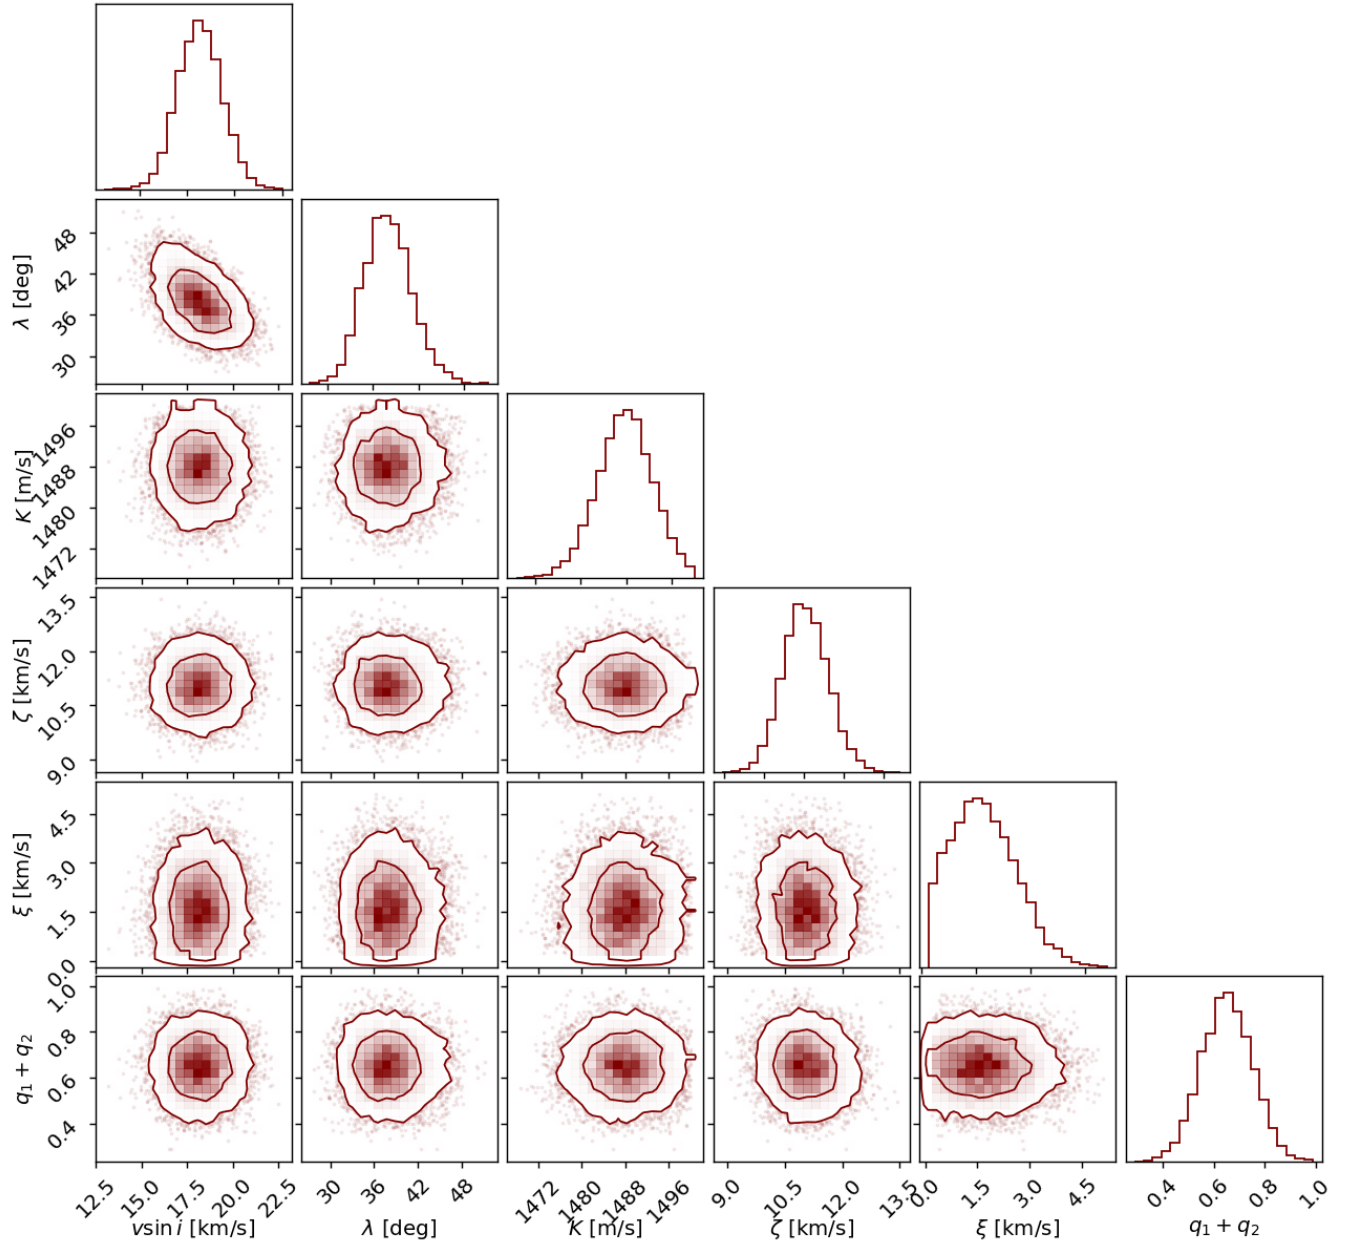 λ [deg]
48
42
36
30
K [m/s]
1496
1488
1480
1472
ζ [km/s]
13.5
12.0
10.5
9.0
ξ [km/s]
4.5
3.0
1.5
0.0
q₁ + q₂
1.0
0.8
0.6
0.4
12.5 15.0 17.5 20.0 22.5
30 36 42 48
1472 1480 1488 1496
9.0 10.5 12.0 13.5
0.0 1.5 3.0 4.5
0.4 0.6 0.8 1.0
v sin i [km/s]
λ [deg]
K [m/s]
ζ [km/s]
ξ [km/s]
q₁ + q₂